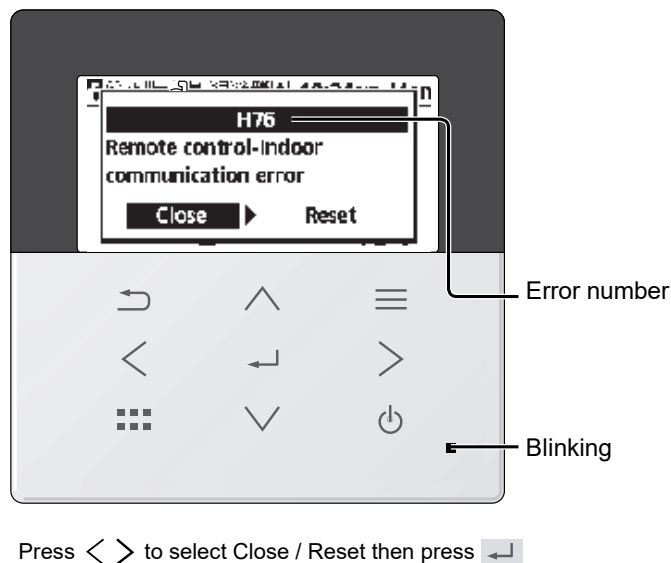 H76
Remote control-Indoor
communication error
Close Reset
Error number
Blinking
Press < > to select Close / Reset then press